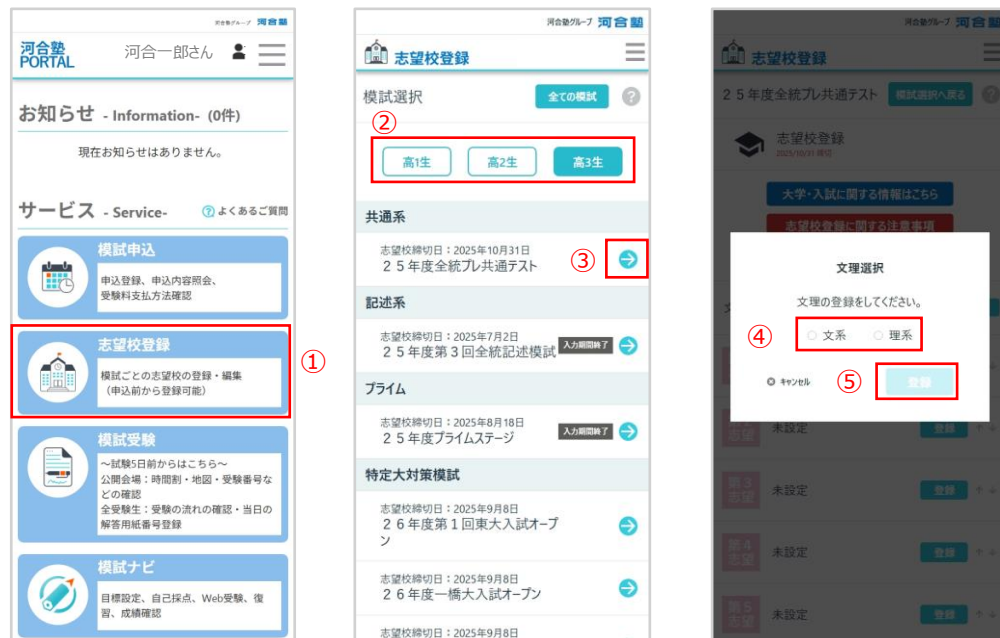 河合塾グループ 河合塾
河合塾
PORTAL
河合一郎さん
お知らせ - Information- (0件)
現在お知らせはありません。
サービス - Service-
? よくあるご質問
模試申込
申込登録、申込内容照会、
受験料支払方法確認
志望校登録
模試ごとの志望校の登録・編集
（申込前から登録可能）
①
模試受験
～試験5日前からはこちら～
公開会場：時間割・地図・受験番号な
どの確認
全受験生：受験の流れの確認・当日の
解答用紙番号登録
模試ナビ
目標設定、自己採点、Web受験、復
習、成績確認
河合塾グループ 河合塾
志望校登録
模試選択
全ての模試
?
②
高1生
高2生
高3生
共通系
志望校締切日：2025年10月31日
２５年度全統プレ共通テスト
③
記述系
志望校締切日：2025年7月2日
２５年度第３回全統記述模試
入力期間終了
プライム
志望校締切日：2025年8月18日
２５年度プライムステージ
入力期間終了
特定大対策模試
志望校締切日：2025年9月8日
２６年度第１回東大入試オープ
ン
志望校締切日：2025年9月8日
２６年度一橋大入試オープン
志望校締切日：2025年9月8日
河合塾グループ 河合塾
志望校登録
２５年度全統プレ共通テスト
模試選択へ戻る
?
志望校登録
2025/10/31 締切
大学・入試に関する情報はこちら
志望校登録に関する注意事項
文理選択
文理の登録をしてください。
④
文系
理系
キャンセル
⑤
登録
志望
未設定
登録
第3
志望
未設定
登録
第4
志望
未設定
登録
第5
志望
未設定
登録